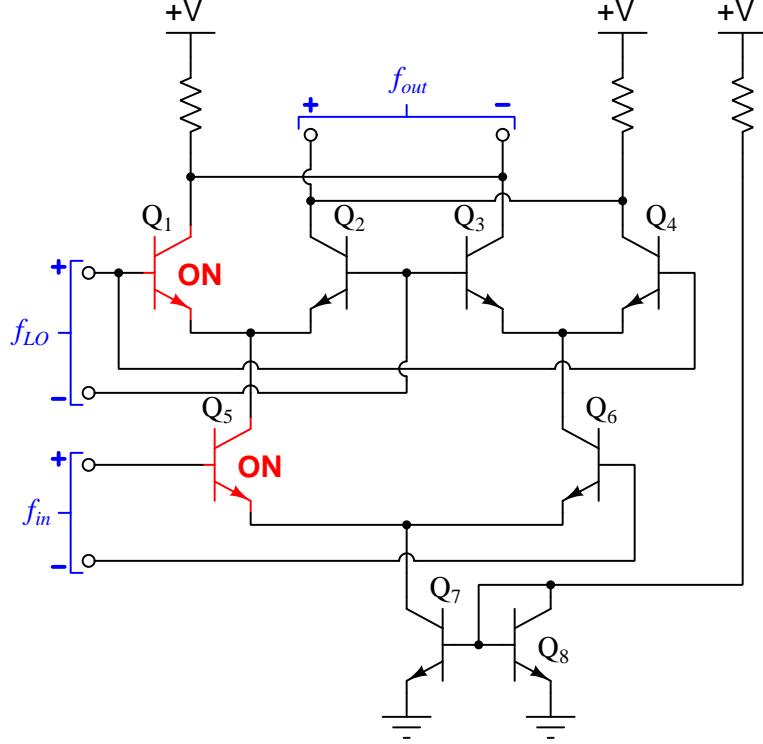 +V +V +V
f_out
+ -
Q1 Q2 Q3 Q4
+
ON
f_LO
-
Q5 Q6
+
ON
f_in
-
Q7
Q8